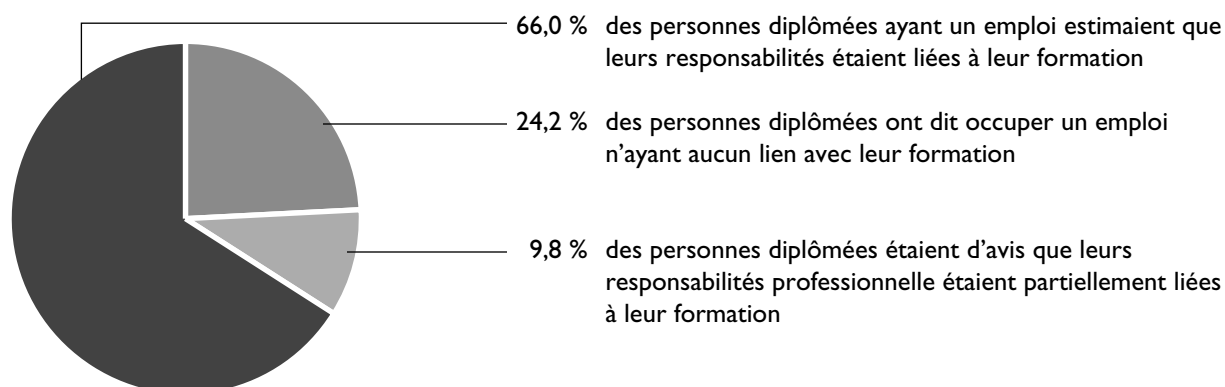 66,0 % des personnes diplômées ayant un emploi estimaient que
leurs responsabilités étaient liées à leur formation
24,2 % des personnes diplômées ont dit occuper un emploi
n'ayant aucun lien avec leur formation
9,8 % des personnes diplômées étaient d'avis que leurs
responsabilités professionnelle étaient partiellement liées
à leur formation